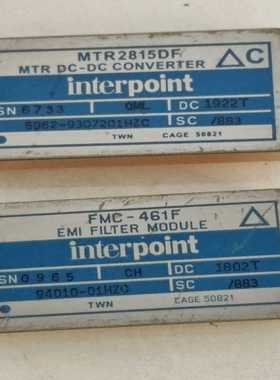 MTR2815DF
MTR DC-DC CONVERTER
ΔC
interpoint
SN 6733 QML DC 1922T
5962-9307201HZC SC /883
TWN CAGE 50821
FMC-461F
EMI FILTER MODULE
Δ
interpoint
SN 0965 CH DC 1802T
94010-01HZC SC /883
TWN CAGE 50821